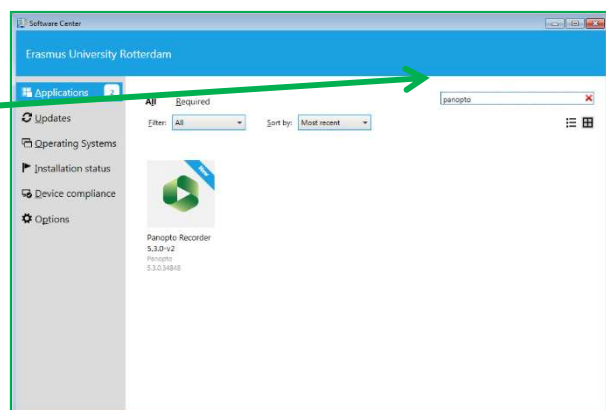 Software Center
Erasmus University Rotterdam
Applications
2
Updates
Operating Systems
Installation status
Device compliance
Options
All Required
panopto
Filter: All Sort by: Most recent
New
Panopto Recorder
5.3.0-v2
Panopto
5.3.0.34848